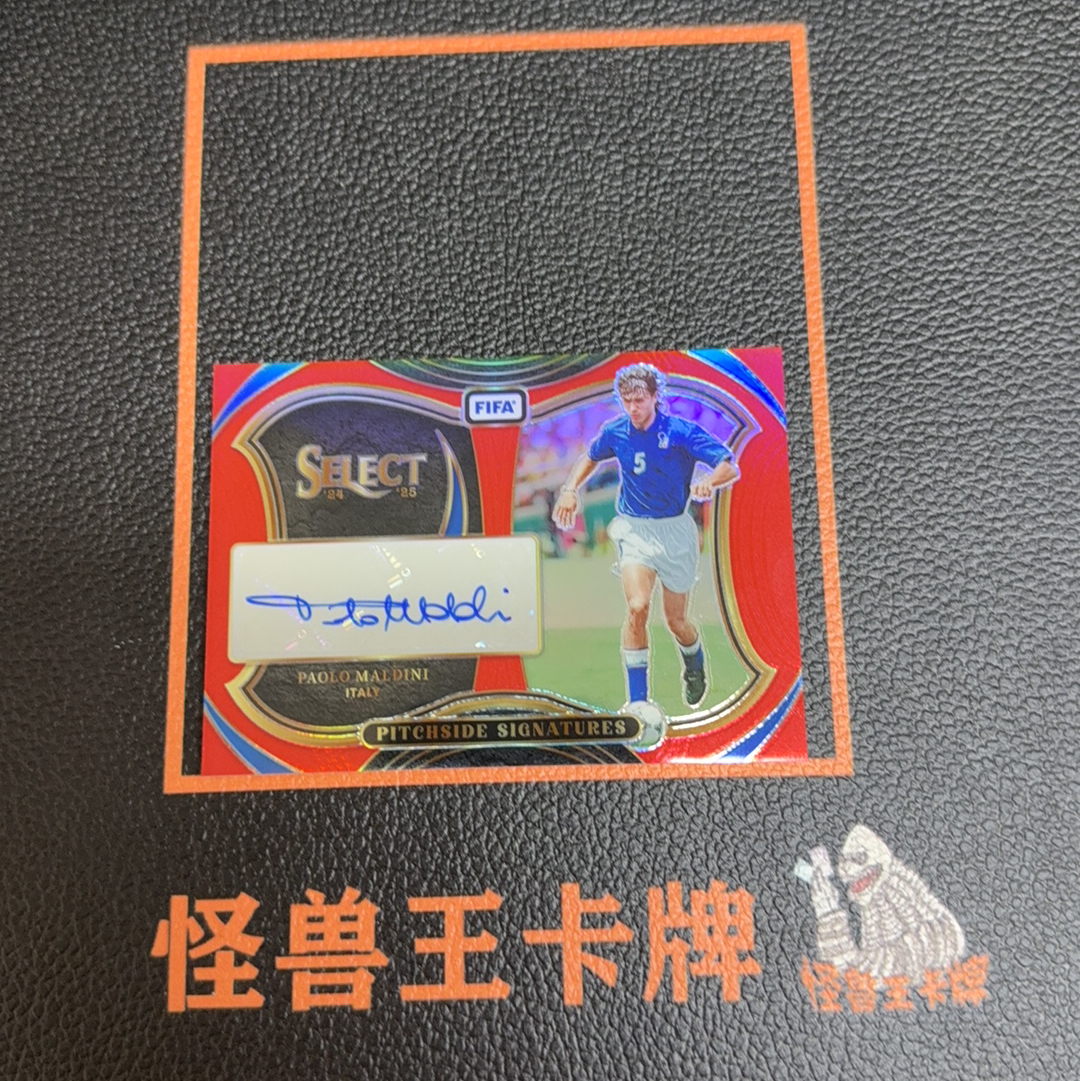 FIFA
SELECT
'24 '25
5
PAOLO MALDINI
ITALY
PITCHSIDE SIGNATURES
怪兽王卡牌
怪兽王卡牌